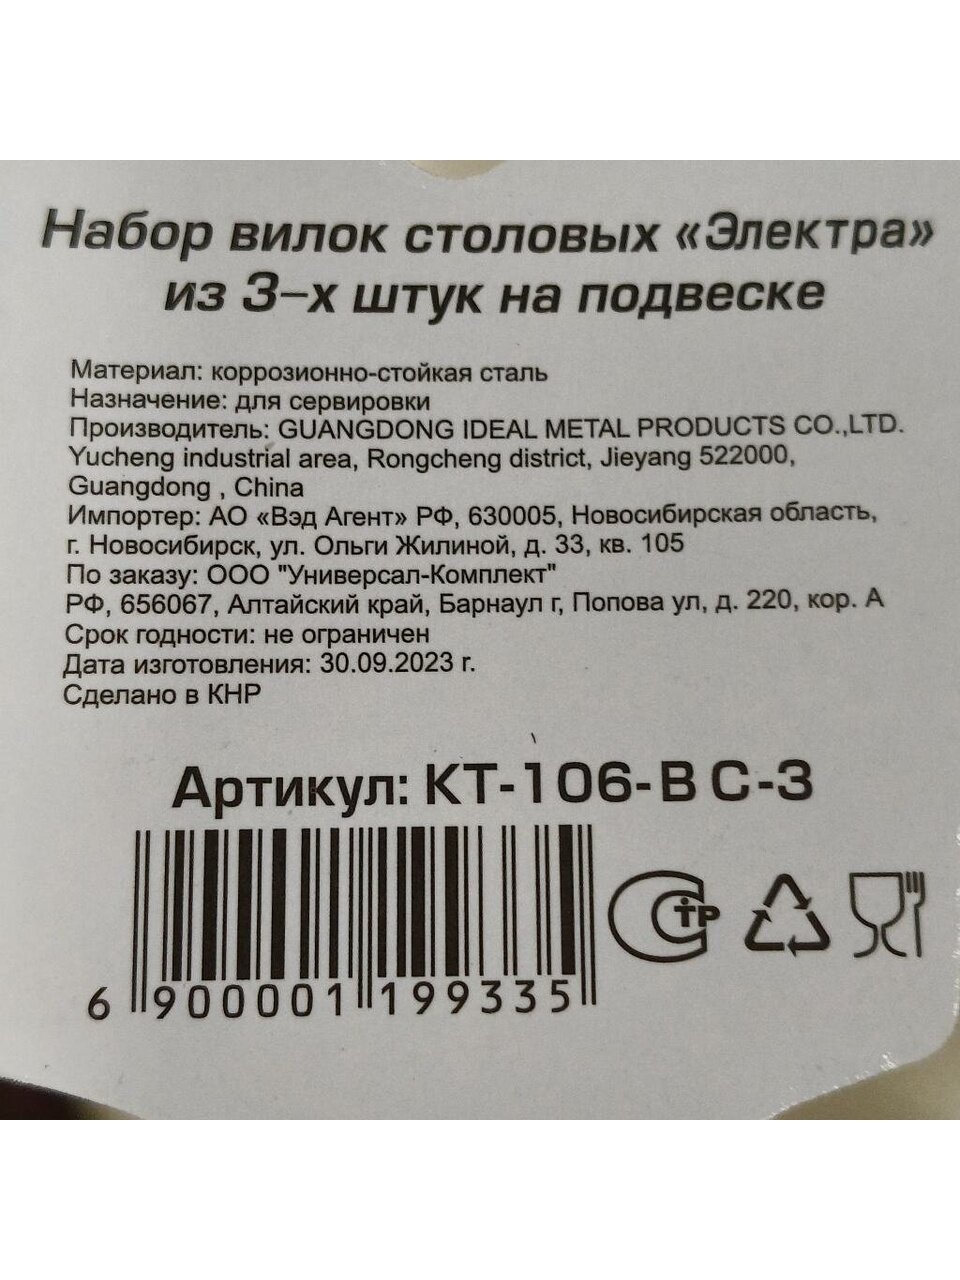 Набор вилок столовых «Электра»
из 3-х штук на подвеске
Материал: коррозионно-стойкая сталь
Назначение: для сервировки
Производитель: GUANGDONG IDEAL METAL PRODUCTS CO.,LTD.
Yucheng industrial area, Rongcheng district, Jieyang 522000,
Guangdong , China
Импортер: АО «Вэд Агент» РФ, 630005, Новосибирская область,
г. Новосибирск, ул. Ольги Жилиной, д. 33, кв. 105
По заказу: ООО "Универсал-Комплект"
РФ, 656067, Алтайский край, Барнаул г, Попова ул, д. 220, кор. А
Срок годности: не ограничен
Дата изготовления: 30.09.2023 г.
Сделано в КНР
Артикул: КТ-106-В С-3
СТР
6 900001 199335